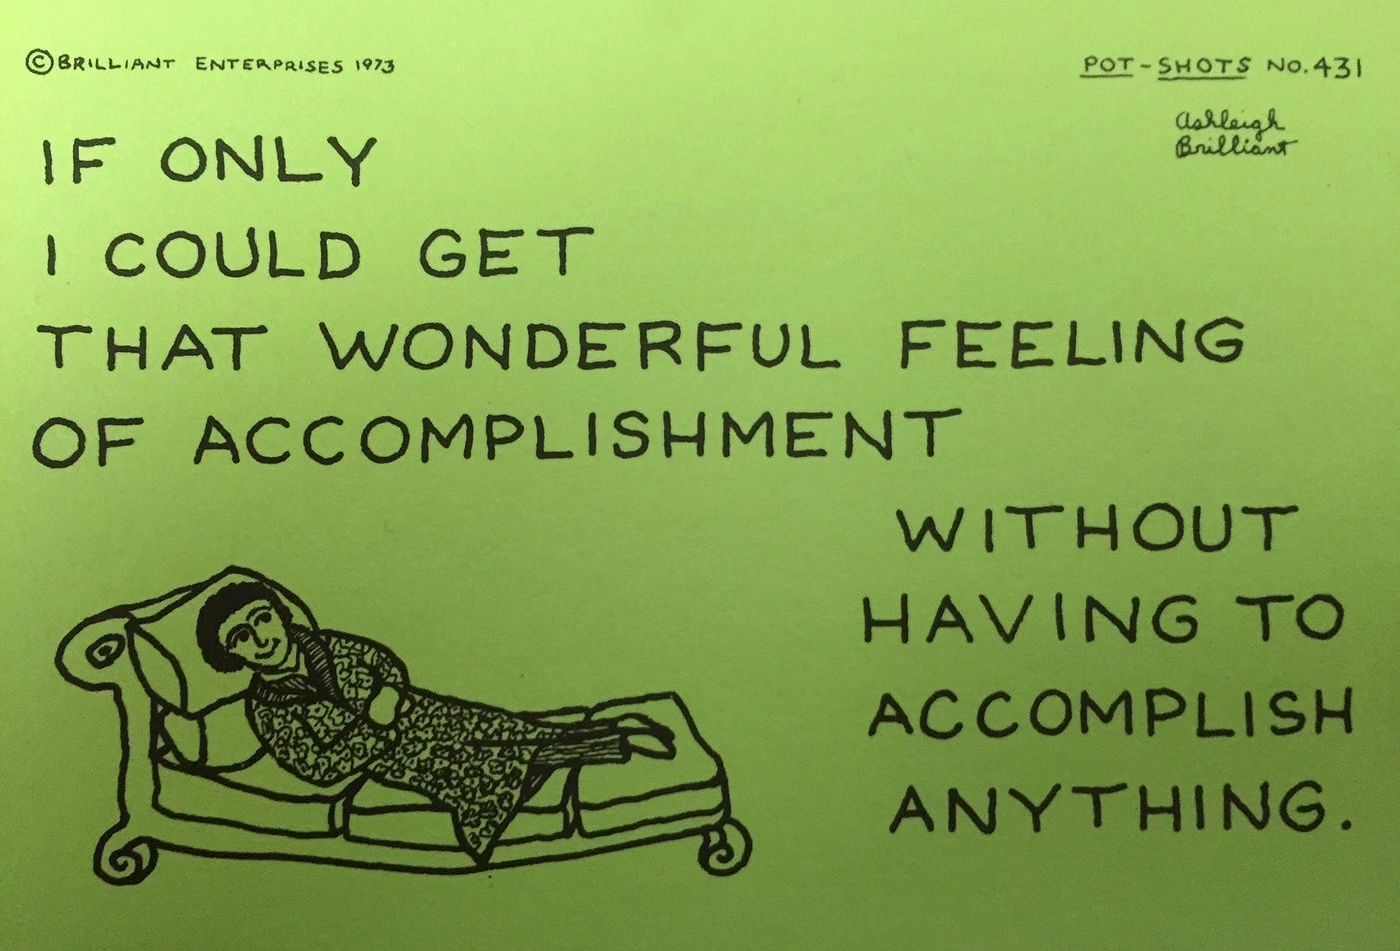 ©BRILLIANT ENTERPRISES 1973
POT-SHOTS NO. 431
Ashleigh
Brilliant
IF ONLY
I COULD GET
THAT WONDERFUL FEELING
OF ACCOMPLISHMENT
WITHOUT
HAVING TO
ACCOMPLISH
ANYTHING.